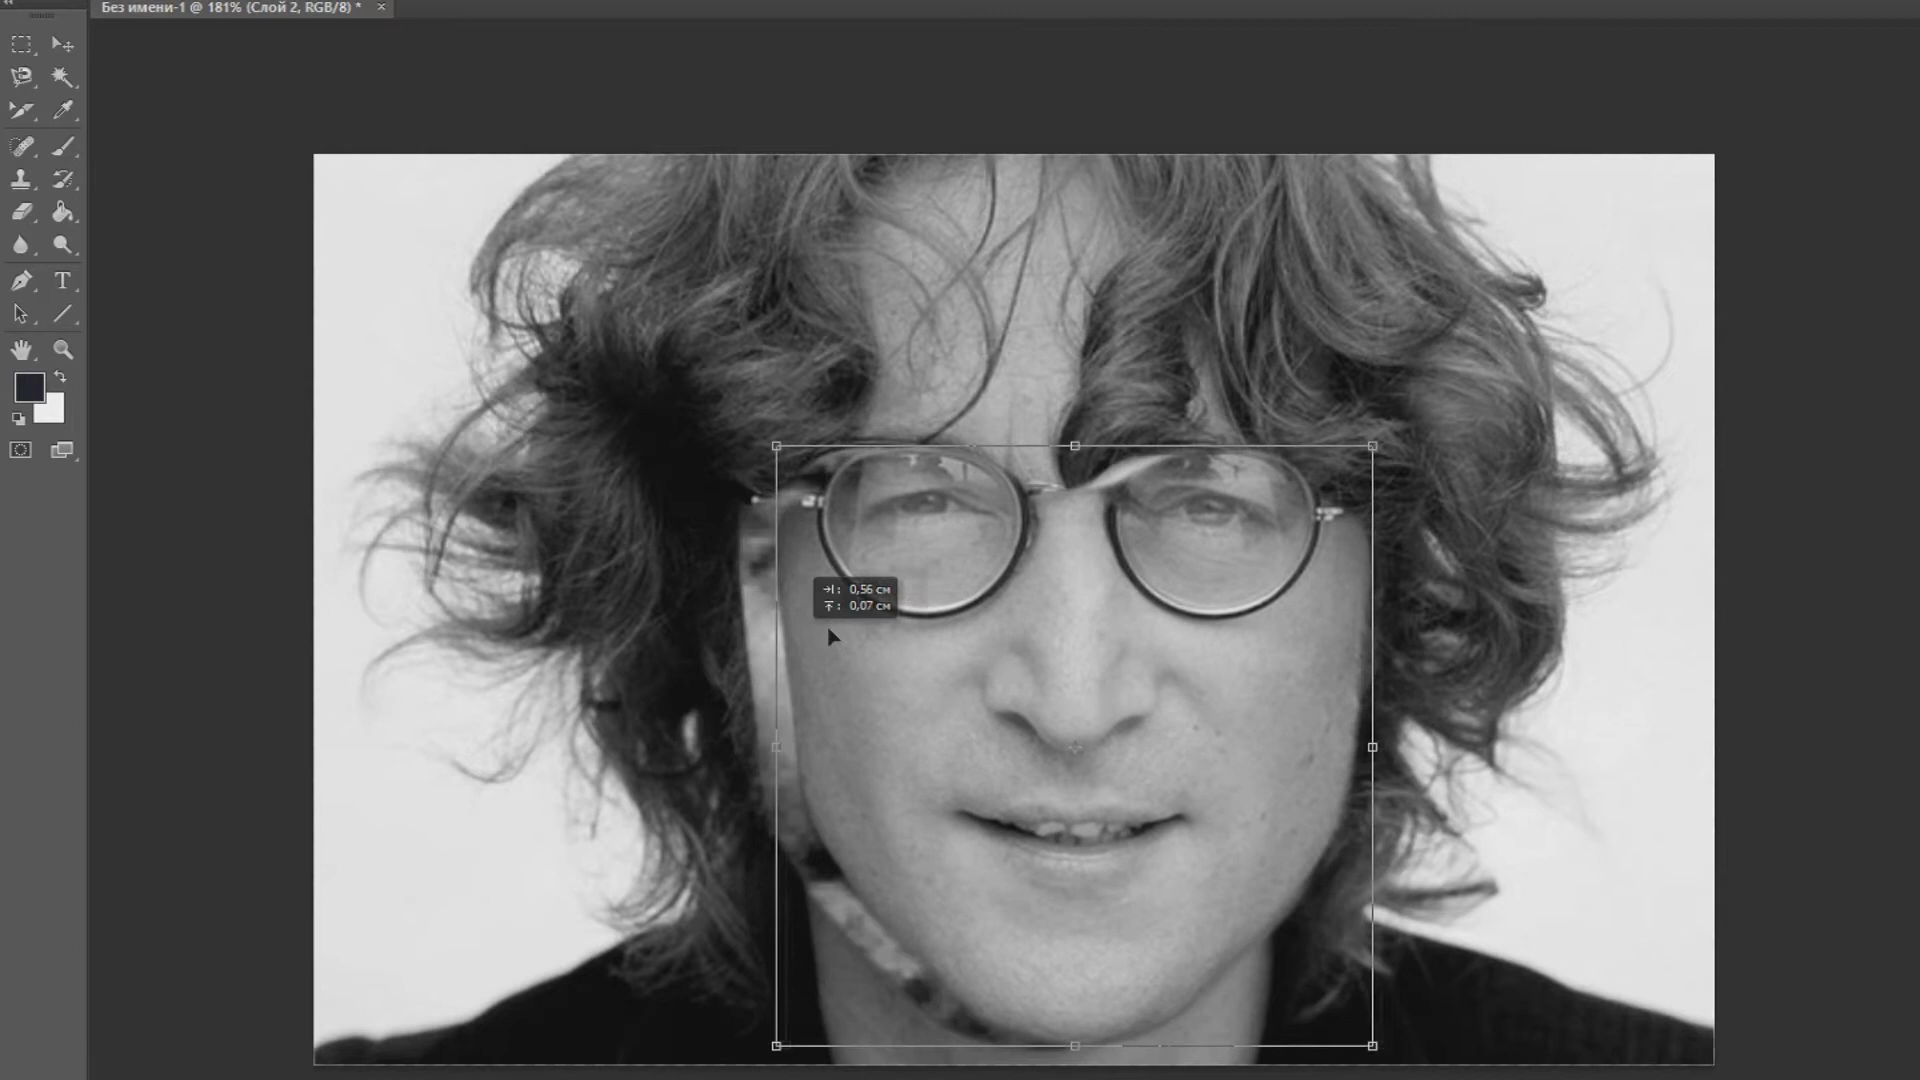 Без имени-1 @ 181% (Слой 2, RGB/8) *
0,56 см
0,07 см